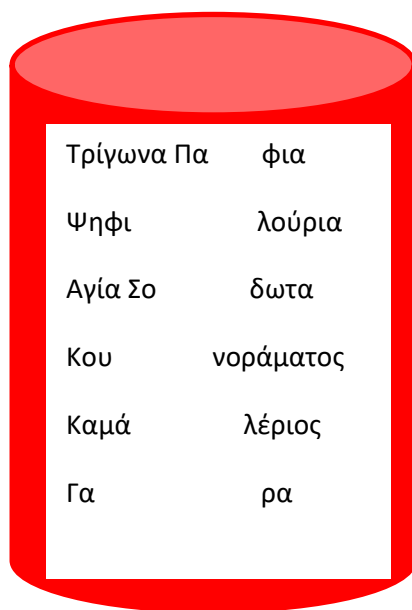 Τρίγωνα Πα φια
Ψηφι λούρια
Αγία Σο δωτα
Κου νοράματος
Καμά λέριος
Γα ρα